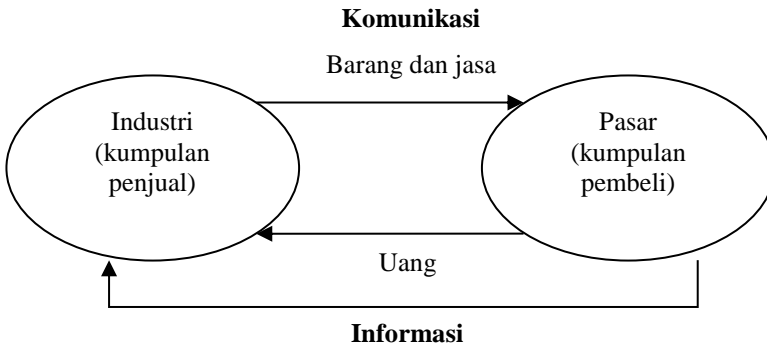 Komunikasi
Barang dan jasa
Industri
(kumpulan
penjual)
Pasar
(kumpulan
pembeli)
Uang
Informasi